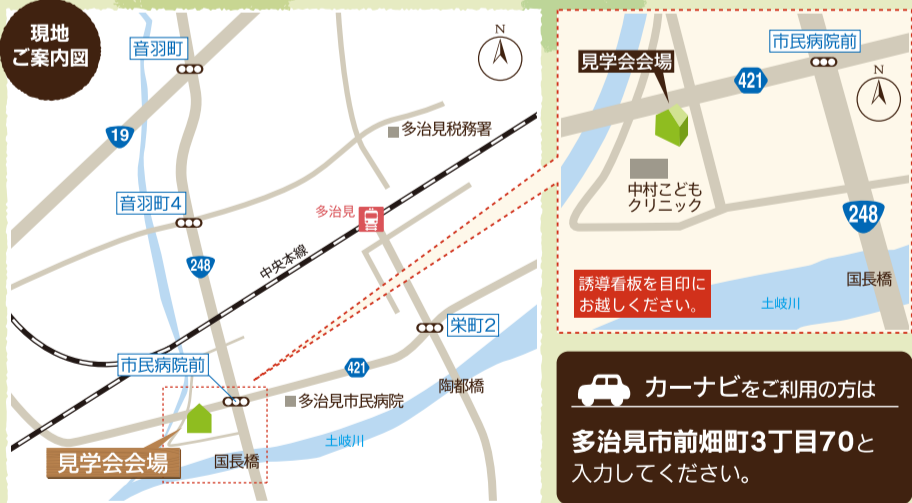 現地
ご案内図
音羽町
N
19
多治見税務署
音羽町4
多治見
248
中央本線
栄町2
市民病院前
421
陶都橋
多治見市民病院
土岐川
見学会会場
国長橋
市民病院前
見学会会場
421
N
中村こども
クリニック
248
国長橋
誘導看板を目印に
お越しください。
土岐川
カーナビをご利用の方は
多治見市前畑町3丁目70と
入力してください。